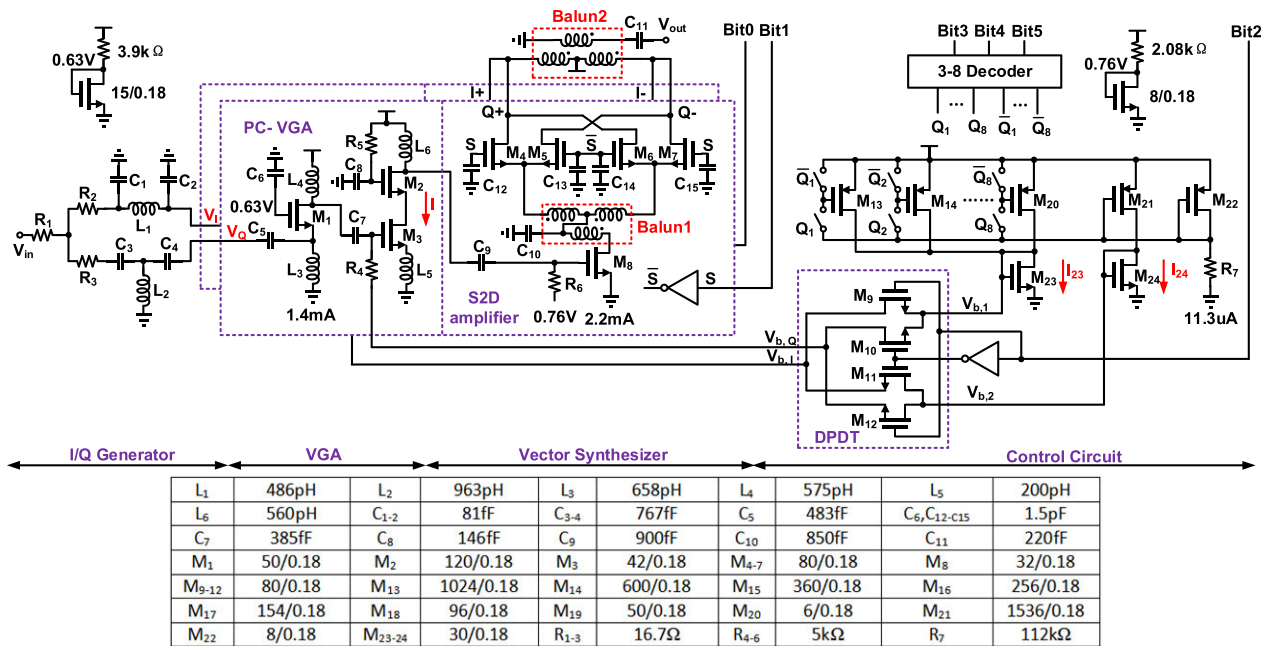 Balun2
C11
Vout
Bit0 Bit1
Bit3 Bit4 Bit5
Bit2
3.9k Ω
0.63V
15/0.18
3-8 Decoder
2.08k Ω
0.76V
8/0.18
I+
I-
Q+
Q-
Q1 ··· Q8 Q̅1 ··· Q̅8
PC- VGA
R5
L6
C6
L4
C8
M2
S
M4
M5
S̅
M6
M7
S
C12
C13
C14
C15
C1
C2
R2
L1
0.63V
M1
I
Q̅1
Q̅2
Q̅8
M13
M14
M20
M21
M22
Q1
Q2
Q8
R1
VI
VQ
C5
C7
M3
Balun1
C10
Vin
C3
C4
R3
L2
L3
R4
L5
C9
M8
R6
0.76V
2.2mA
S̅
S
1.4mA
S2D
amplifier
M23
I23
M24
I24
R7
11.3uA
M9
Vb,1
M10
Vb,Q
Vb,I
M11
Vb,2
M12
DPDT
I/Q Generator
VGA
Vector Synthesizer
Control Circuit
L1 486pH L2 963pH L3 658pH L4 575pH L5 200pH
L6 560pH C1-2 81fF C3-4 767fF C5 483fF C6,C12-C15 1.5pF
C7 385fF C8 146fF C9 900fF C10 850fF C11 220fF
M1 50/0.18 M2 120/0.18 M3 42/0.18 M4-7 80/0.18 M8 32/0.18
M9-12 80/0.18 M13 1024/0.18 M14 600/0.18 M15 360/0.18 M16 256/0.18
M17 154/0.18 M18 96/0.18 M19 50/0.18 M20 6/0.18 M21 1536/0.18
M22 8/0.18 M23-24 30/0.18 R1-3 16.7Ω R4-6 5kΩ R7 112kΩ